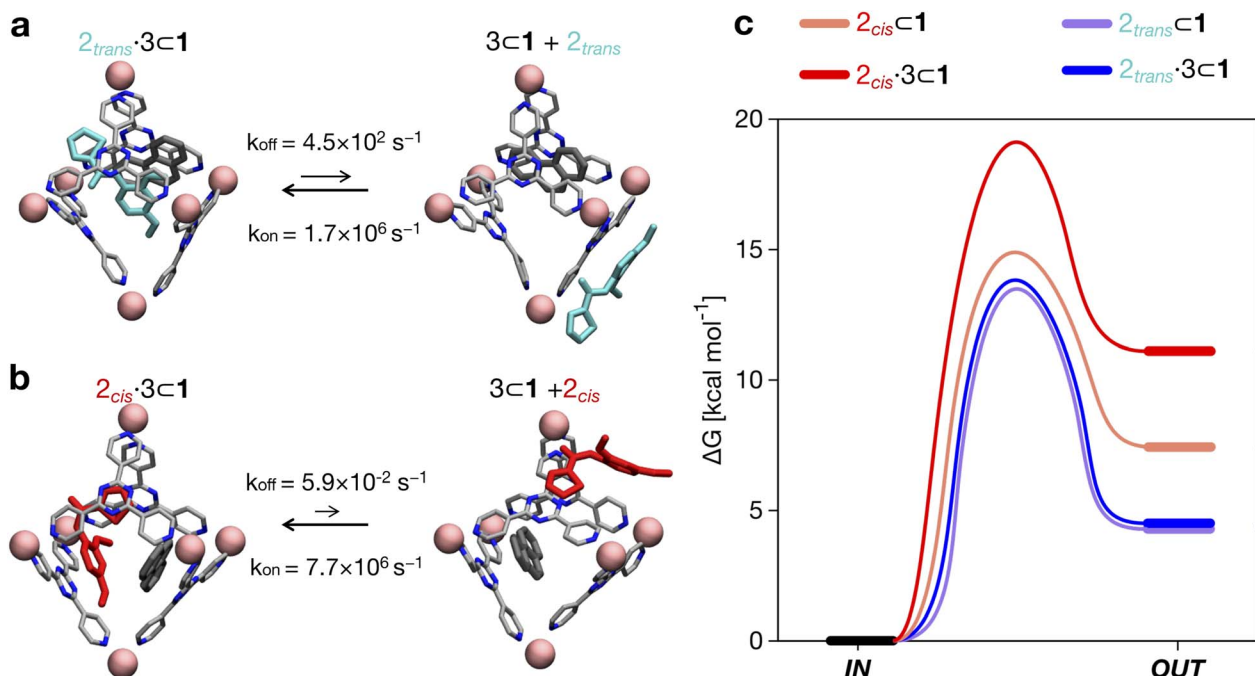 a
2trans·3⊂1
3⊂1 + 2trans
koff = 4.5×10² s⁻¹
kon = 1.7×10⁶ s⁻¹
b
2cis·3⊂1
3⊂1 +2cis
koff = 5.9×10⁻² s⁻¹
kon = 7.7×10⁶ s⁻¹
c
2cis⊂1
2trans⊂1
2cis·3⊂1
2trans·3⊂1
ΔG [kcal mol⁻¹]
20
15
10
5
0
IN
OUT